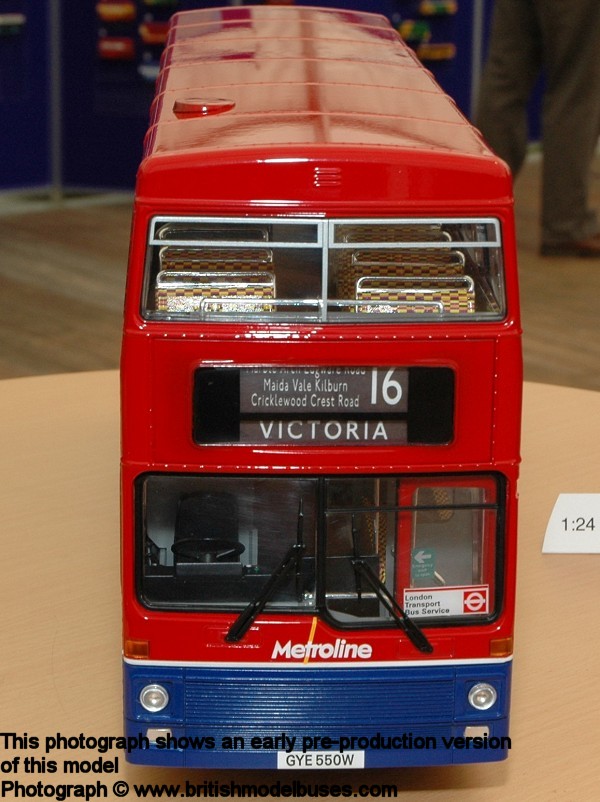 Maida Vale Kilburn
Cricklewood Crest Road
16
VICTORIA
1:24
London
Transport
Bus Service
Metroline
GYE 550W
This photograph shows an early pre-production version
of this model
Photograph © www.britishmodelbuses.com